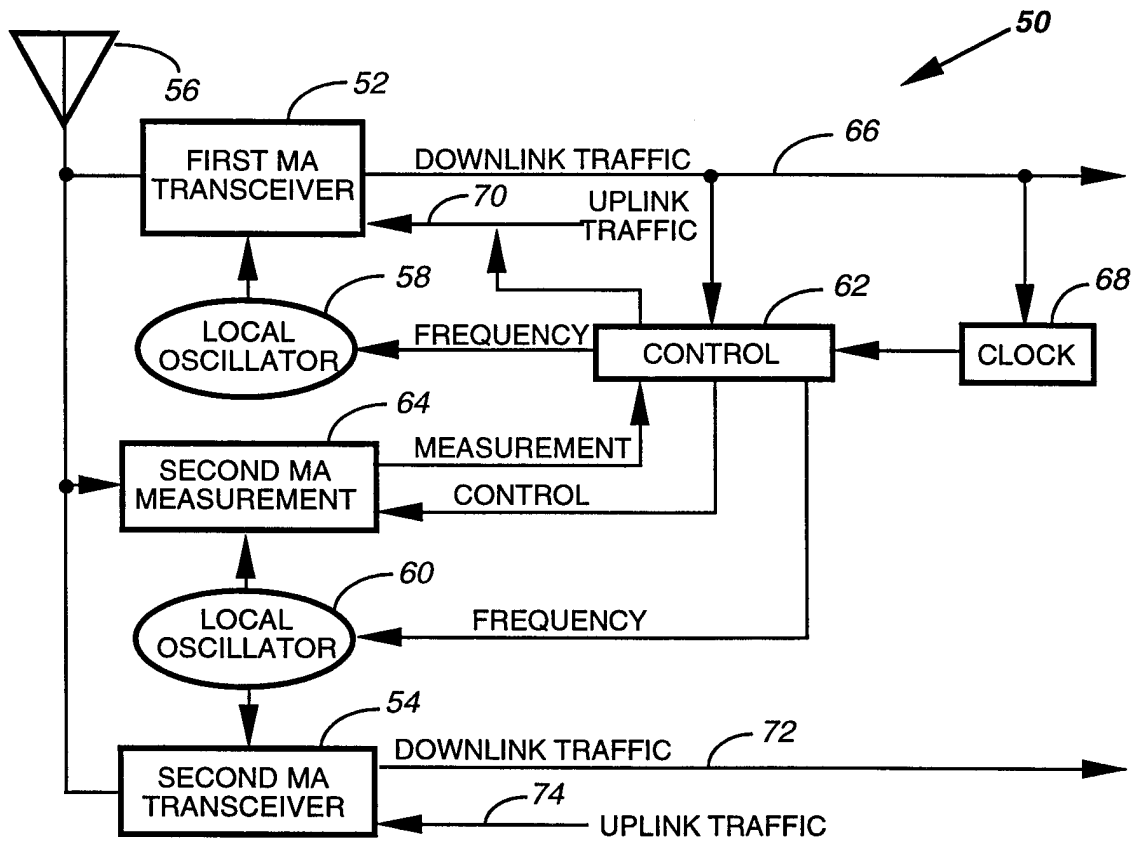 50
56
52
66
DOWNLINK TRAFFIC
FIRST MA
TRANSCEIVER
70
UPLINK
TRAFFIC
58
62
68
LOCAL
OSCILLATOR
FREQUENCY
CONTROL
CLOCK
64
MEASUREMENT
SECOND MA
MEASUREMENT
CONTROL
60
LOCAL
OSCILLATOR
FREQUENCY
54
DOWNLINK TRAFFIC
72
SECOND MA
TRANSCEIVER
74
UPLINK TRAFFIC